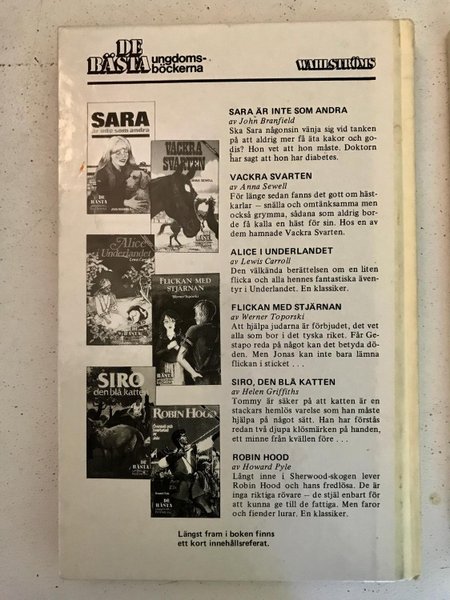 DE
BÄSTA ungdoms-
böckerna
WAHLSTRÖMS
SARA
är inte som andra
VACKRA
SVARTEN
ANNA SEWELL
DE
BÄSTA
Alice
i Underlandet
FLICKAN MED
STJÄRNAN
Werner Toporski
SIRO
den blå katten
ROBIN HOOD
DE
BÄSTA
SARA ÄR INTE SOM ANDRA
av John Branfield
Ska Sara någonsin vänja sig vid tanken
på att aldrig mer få äta kakor och go-
dis? Hon vet att hon måste. Doktorn
har sagt att hon har diabetes.
VACKRA SVARTEN
av Anna Sewell
För länge sedan fanns det gott om häst-
karlar – snälla och omtänksamma men
också grymma, sådana som aldrig bor-
de få kalla en häst för sin. Hos en av
dem hamnade Vackra Svarten.
ALICE I UNDERLANDET
av Lewis Carroll
Den välkända berättelsen om en liten
flicka och alla hennes fantastiska även-
tyr i Underlandet. En klassiker.
FLICKAN MED STJÄRNAN
av Werner Toporski
Att hjälpa judarna är förbjudet, det vet
alla som bor i det tyska riket. Får Ge-
stapo reda på något kan det betyda dö-
den. Men Jonas kan inte bara lämna
flickan i sticket . . .
SIRO, DEN BLÅ KATTEN
av Helen Griffiths
Tommy är säker på att katten är en
stackars hemlös varelse som han måste
hjälpa på något sätt. Han har förstås
redan två djupa klösmärken på handen,
ett minne från kvällen före . . .
ROBIN HOOD
av Howard Pyle
Långt inne i Sherwood-skogen lever
Robin Hood och hans fredlösa. De är
inga riktiga rövare – de stjäl enbart för
att kunna ge till de fattiga. Men faror
och fiender lurar. En klassiker.
Längst fram i boken finns
ett kort innehållsreferat.